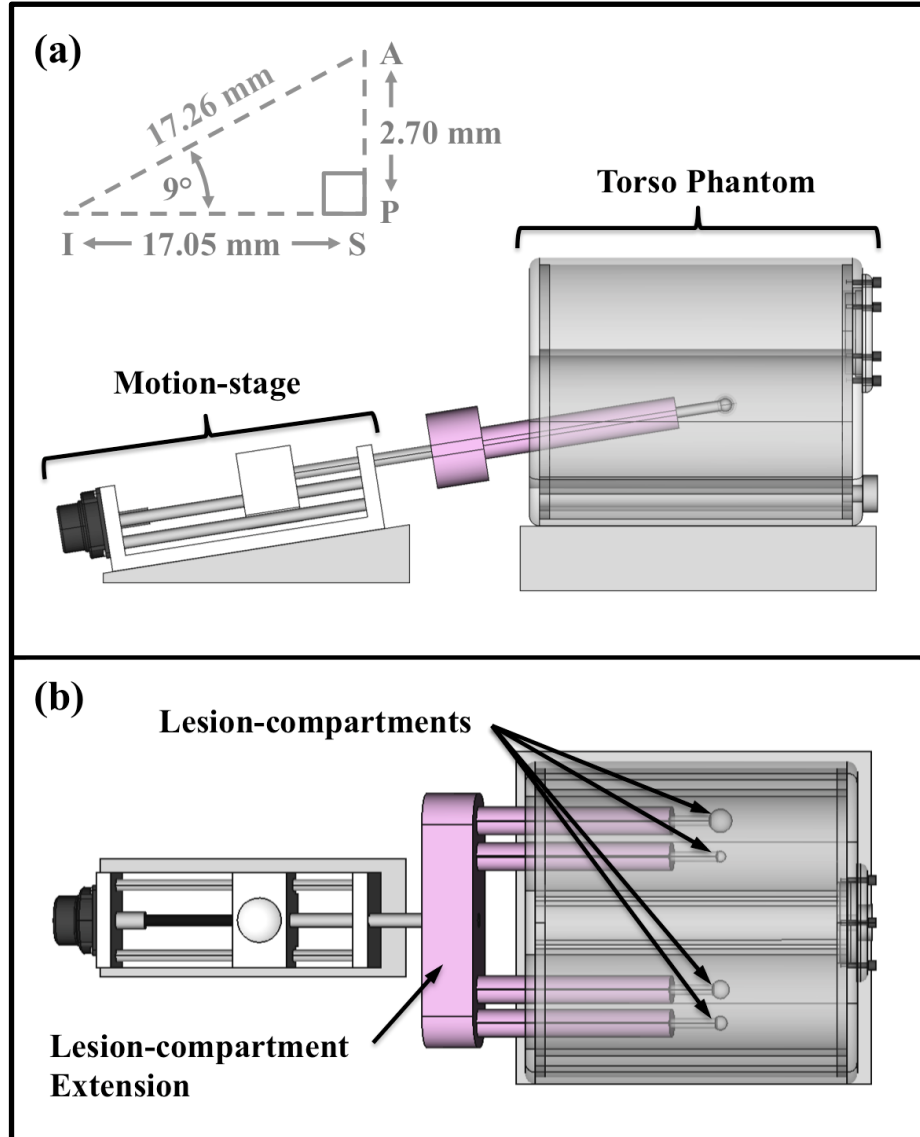 (a)
A
17.26 mm
2.70 mm
9°
P
I 17.05 mm S
Torso Phantom
Motion-stage
(b)
Lesion-compartments
Lesion-compartment
Extension